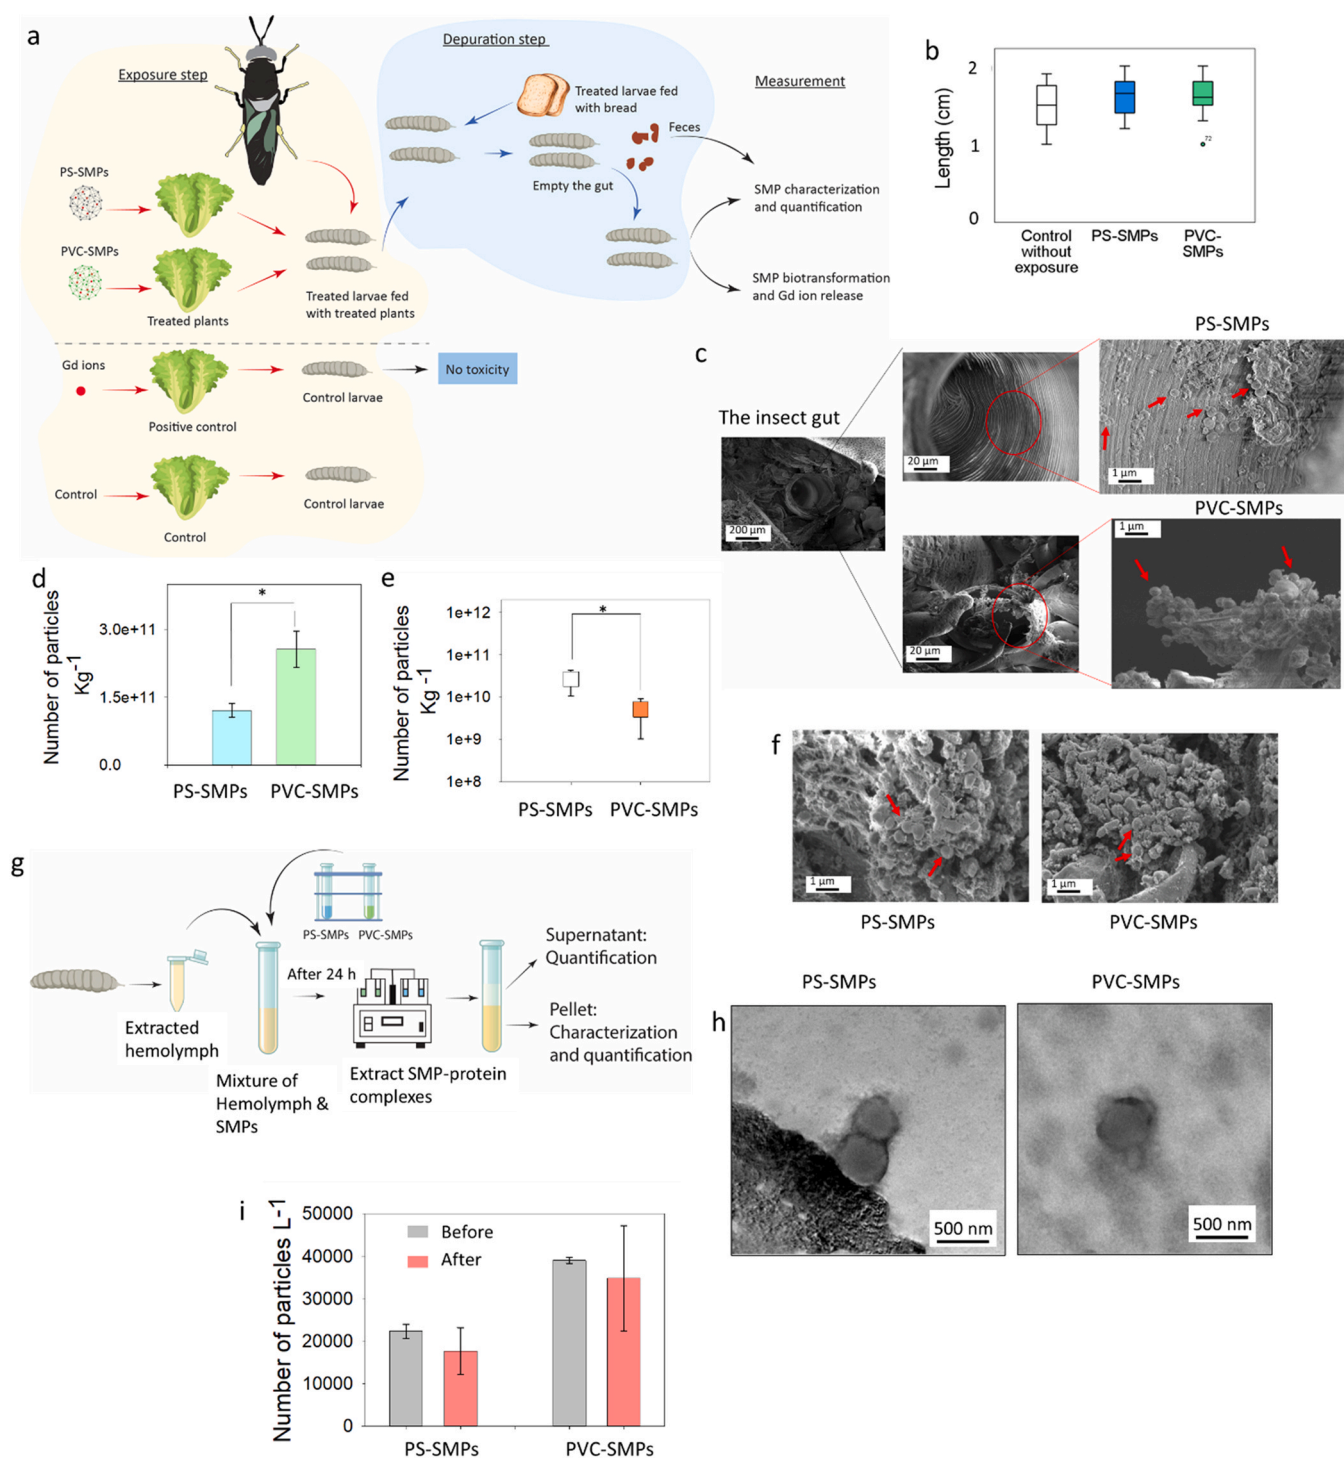 a
Exposure step
PS-SMPs
PVC-SMPs
Treated plants
Treated larvae fed
with treated plants
Gd ions
Positive control
Control larvae
No toxicity
Control
Control
Control larvae
Depuration step
Treated larvae fed
with bread
Feces
Empty the gut
Measurement
SMP characterization
and quantification
SMP biotransformation
and Gd ion release
b
Length (cm)
2
1
0
72
Control
without
exposure
PS-SMPs
PVC-
SMPs
c
The insect gut
200 µm
20 µm
PS-SMPs
1 µm
20 µm
PVC-SMPs
1 µm
d
Number of particles
Kg-1
3.0e+11
1.5e+11
0.0
*
PS-SMPs
PVC-SMPs
e
Number of particles
Kg -1
1e+12
1e+11
1e+10
1e+9
1e+8
*
PS-SMPs
PVC-SMPs
f
1 µm
1 µm
PS-SMPs
PVC-SMPs
g
PS-SMPs PVC-SMPs
After 24 h
Extracted
hemolymph
Mixture of
Hemolymph &
SMPs
Extract SMP-protein
complexes
Supernatant:
Quantification
Pellet:
Characterization
and quantification
h
PS-SMPs
PVC-SMPs
500 nm
500 nm
i
Number of particles L-1
50000
40000
30000
20000
10000
0
Before
After
PS-SMPs
PVC-SMPs